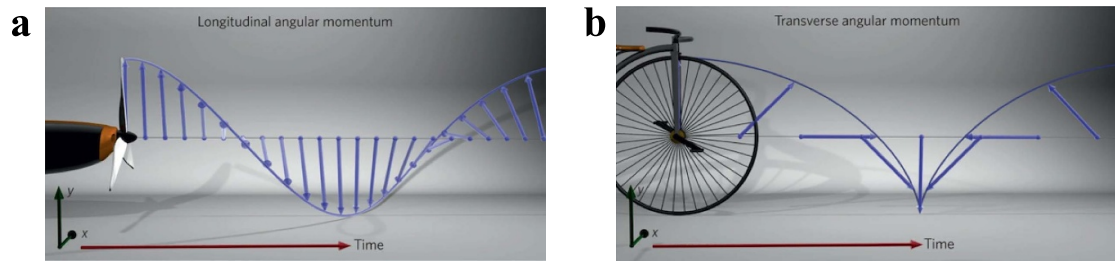 a
Longitudinal angular momentum
y
x
Time
b
Transverse angular momentum
y
x
Time